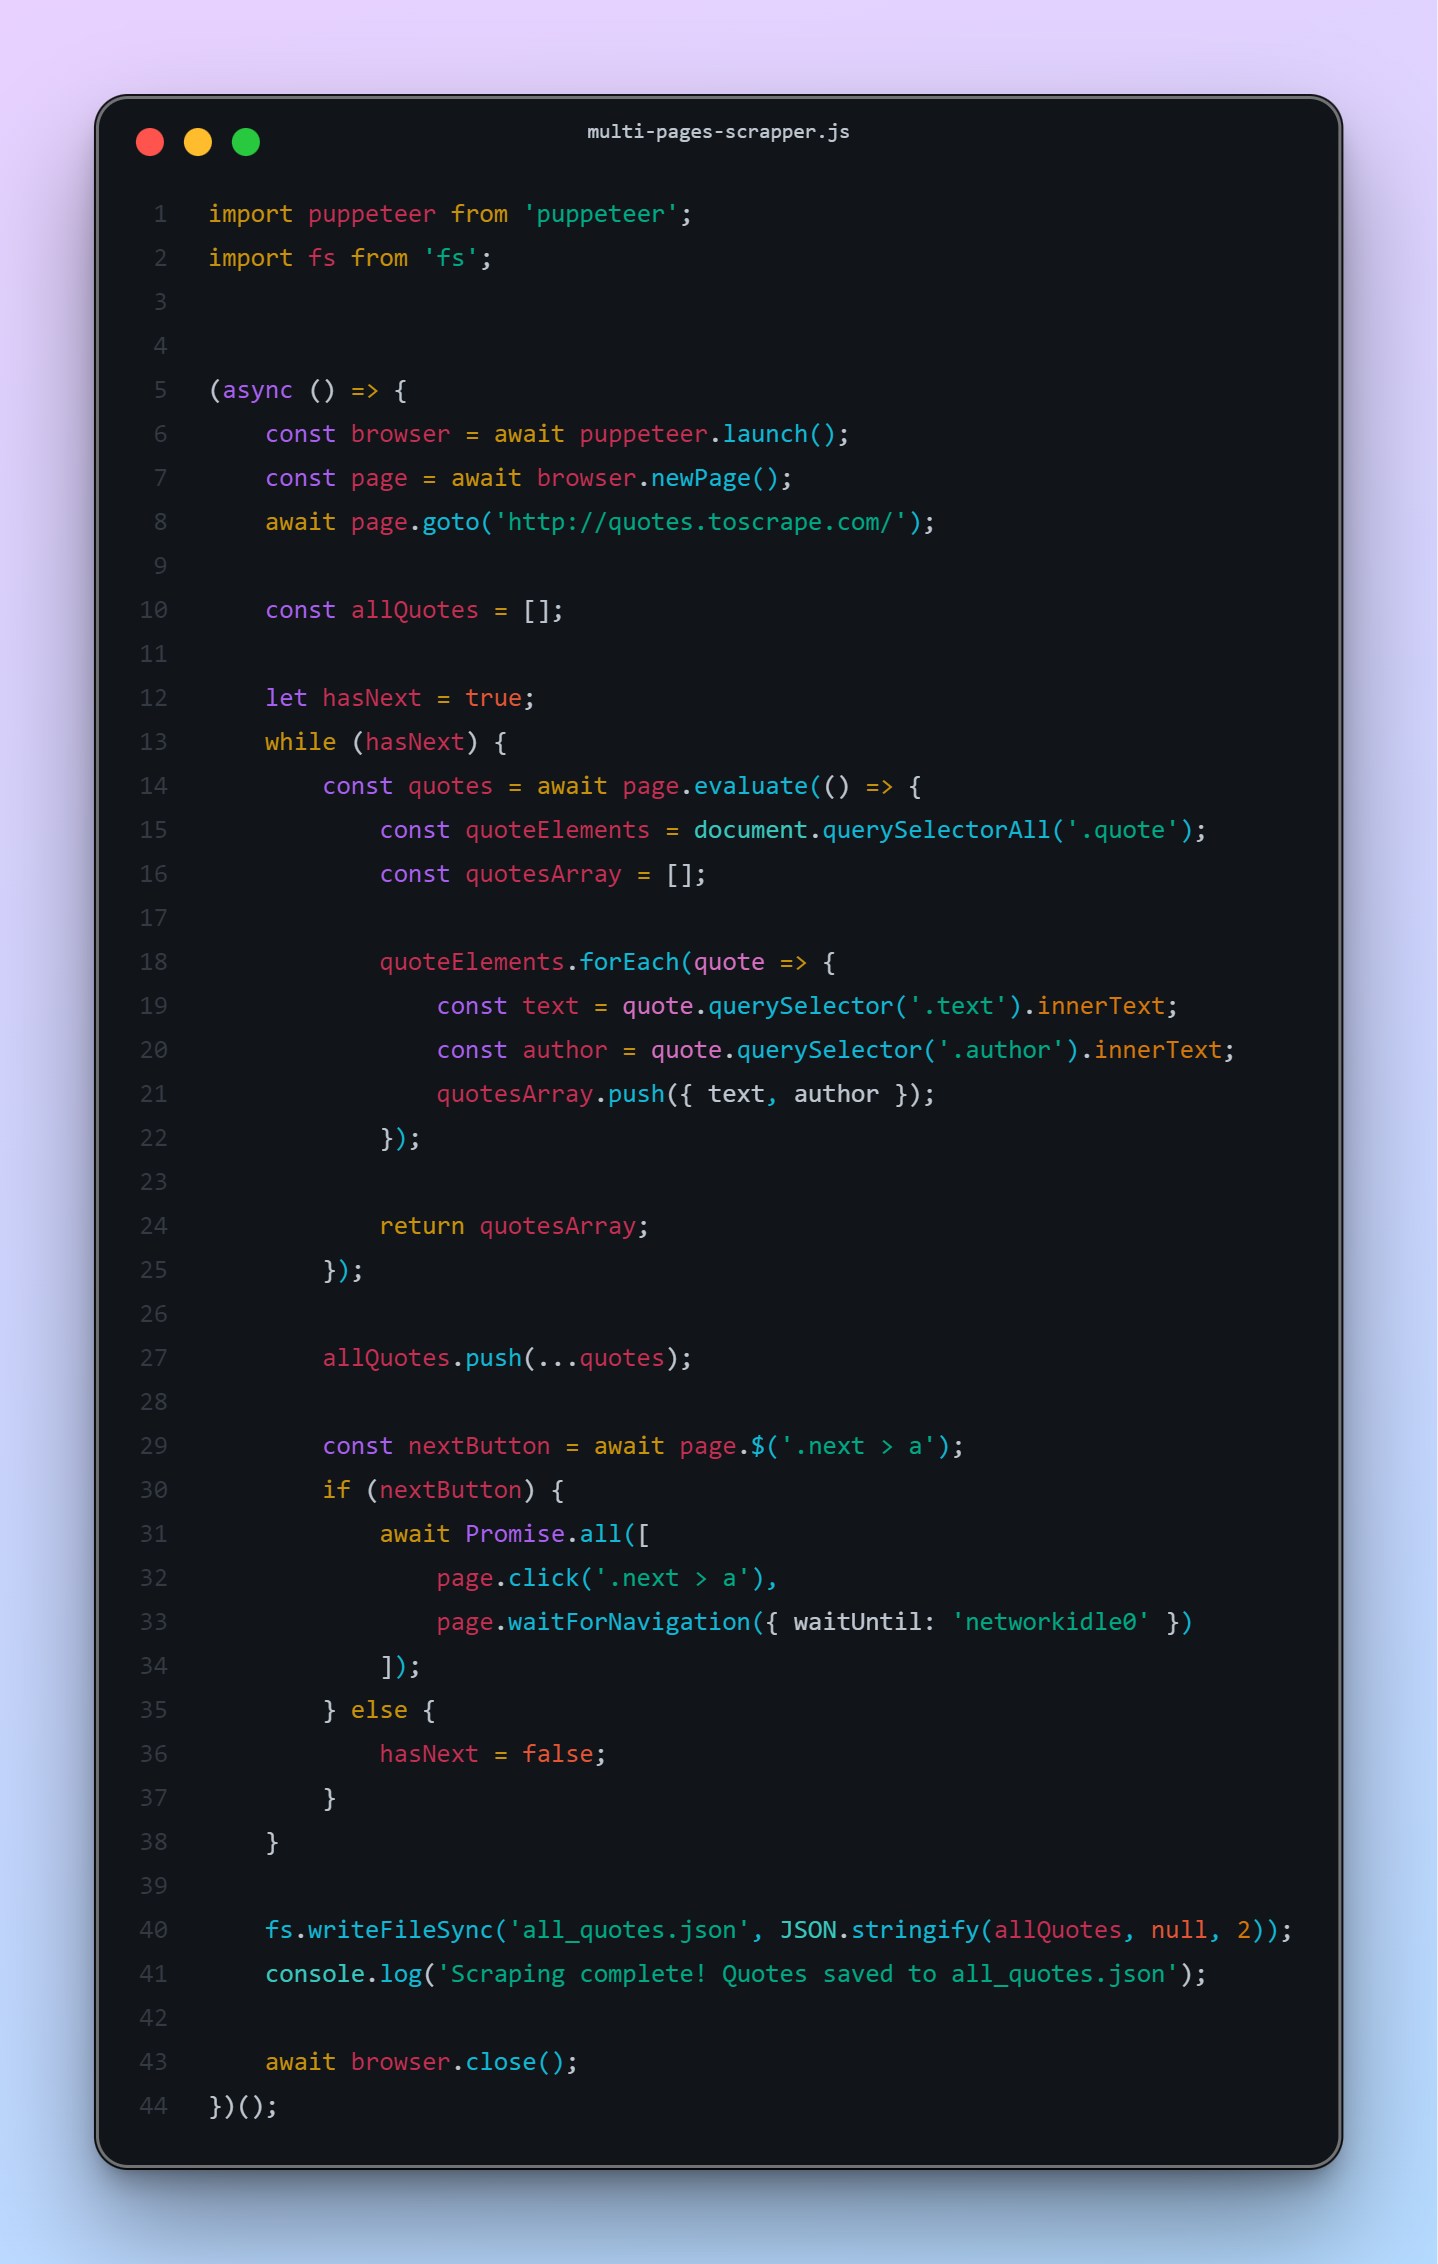 multi-pages-scrapper.js
1 import puppeteer from 'puppeteer';
2 import fs from 'fs';
3
4
5 (async () => {
6     const browser = await puppeteer.launch();
7     const page = await browser.newPage();
8     await page.goto('http://quotes.toscrape.com/');
9
10     const allQuotes = [];
11
12     let hasNext = true;
13     while (hasNext) {
14         const quotes = await page.evaluate(() => {
15             const quoteElements = document.querySelectorAll('.quote');
16             const quotesArray = [];
17
18             quoteElements.forEach(quote => {
19                 const text = quote.querySelector('.text').innerText;
20                 const author = quote.querySelector('.author').innerText;
21                 quotesArray.push({ text, author });
22             });
23
24             return quotesArray;
25         });
26
27         allQuotes.push(...quotes);
28
29         const nextButton = await page.$('.next > a');
30         if (nextButton) {
31             await Promise.all([
32                 page.click('.next > a'),
33                 page.waitForNavigation({ waitUntil: 'networkidle0' })
34             ]);
35         } else {
36             hasNext = false;
37         }
38     }
39
40     fs.writeFileSync('all_quotes.json', JSON.stringify(allQuotes, null, 2));
41     console.log('Scraping complete! Quotes saved to all_quotes.json');
42
43     await browser.close();
44 })();